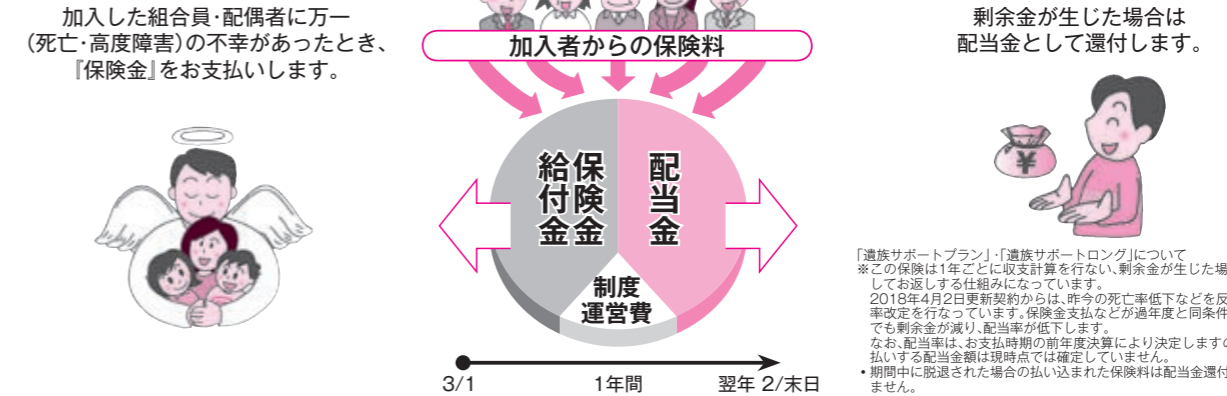 加入した組合員・配偶者に万一
(死亡・高度障害)の不幸があったとき、
『保険金』をお支払いします。
加入者からの保険料
保険金
給付金
配当金
制度
運営費
3/1
1年間
翌年 2/末日
剰余金が生じた場合は
配当金として還付します。
¥
「遺族サポートプラン」・「遺族サポートロング」について
※この保険は1年ごとに収支計算を行ない、剰余金が生じた場
してお返しする仕組みになっています。
2018年4月2日更新契約からは、昨今の死亡率低下などを反
率改定を行なっています。保険金支払などが過年度と同条件
でも剰余金が減り、配当率が低下します。
なお、配当率は、お支払時期の前年度決算により決定しますの
払いする配当金額は現時点では確定していません。
・期間中に脱退された場合の払い込まれた保険料は配当金還付
ません。